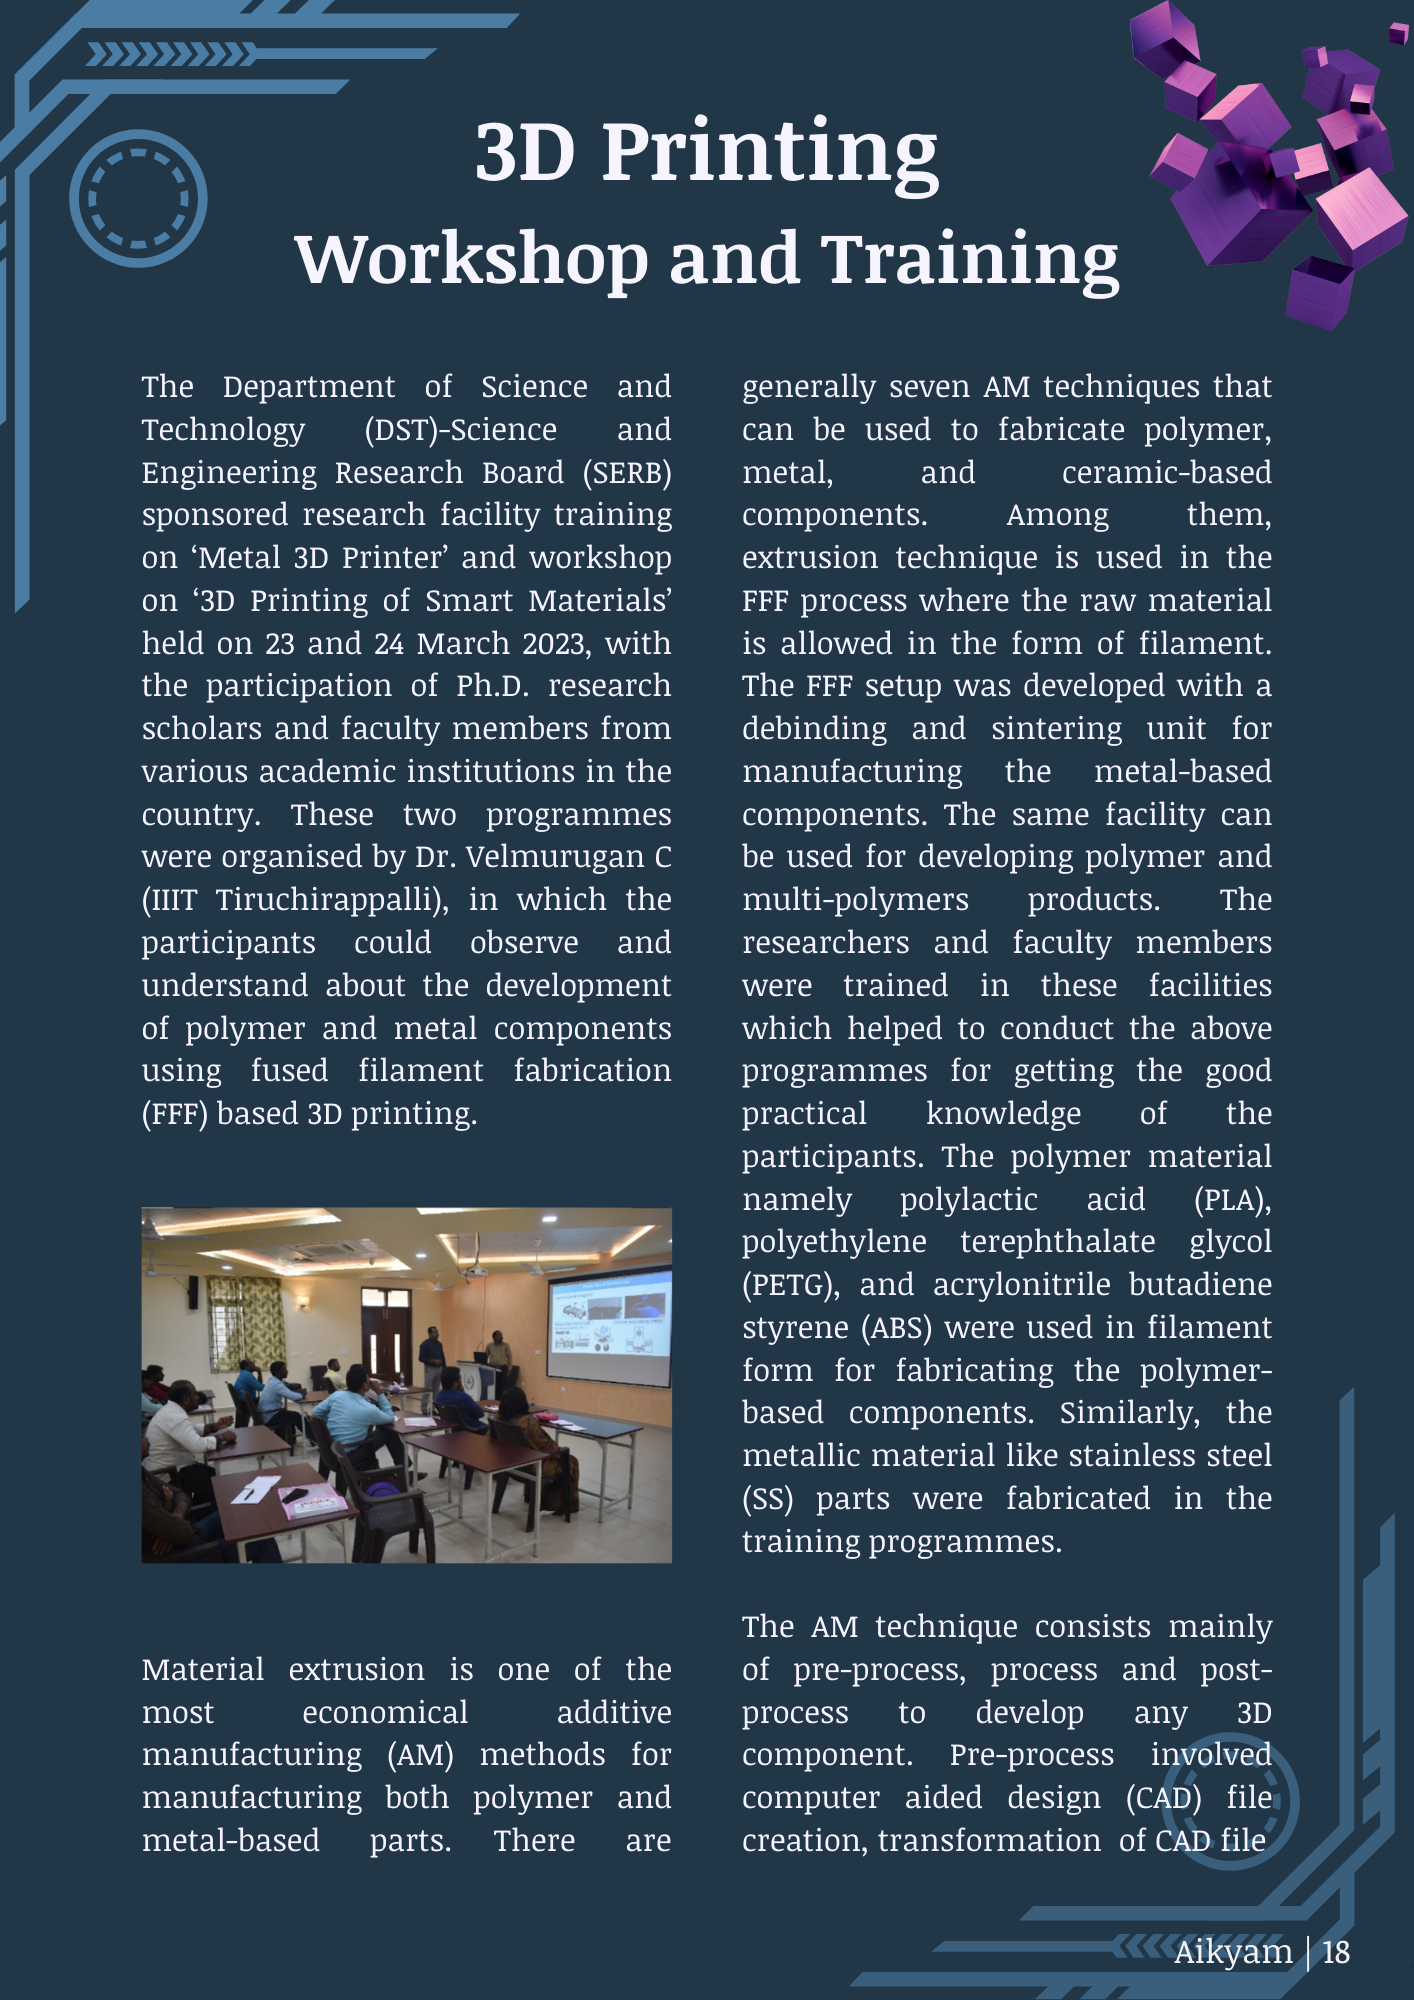 3D Printing
Workshop and Training
The Department of Science and
Technology (DST)-Science and
Engineering Research Board (SERB)
sponsored research facility training
on ‘Metal 3D Printer’ and workshop
on ‘3D Printing of Smart Materials’
held on 23 and 24 March 2023, with
the participation of Ph.D. research
scholars and faculty members from
various academic institutions in the
country. These two programmes
were organised by Dr. Velmurugan C
(IIIT Tiruchirappalli), in which the
participants could observe and
understand about the development
of polymer and metal components
using fused filament fabrication
(FFF) based 3D printing.
Material extrusion is one of the
most economical additive
manufacturing (AM) methods for
manufacturing both polymer and
metal-based parts. There are
generally seven AM techniques that
can be used to fabricate polymer,
metal, and ceramic-based
components. Among them,
extrusion technique is used in the
FFF process where the raw material
is allowed in the form of filament.
The FFF setup was developed with a
debinding and sintering unit for
manufacturing the metal-based
components. The same facility can
be used for developing polymer and
multi-polymers products. The
researchers and faculty members
were trained in these facilities
which helped to conduct the above
programmes for getting the good
practical knowledge of the
participants. The polymer material
namely polylactic acid (PLA),
polyethylene terephthalate glycol
(PETG), and acrylonitrile butadiene
styrene (ABS) were used in filament
form for fabricating the polymer-
based components. Similarly, the
metallic material like stainless steel
(SS) parts were fabricated in the
training programmes.
The AM technique consists mainly
of pre-process, process and post-
process to develop any 3D
component. Pre-process involved
computer aided design (CAD) file
creation, transformation of CAD file
Aikyam | 18